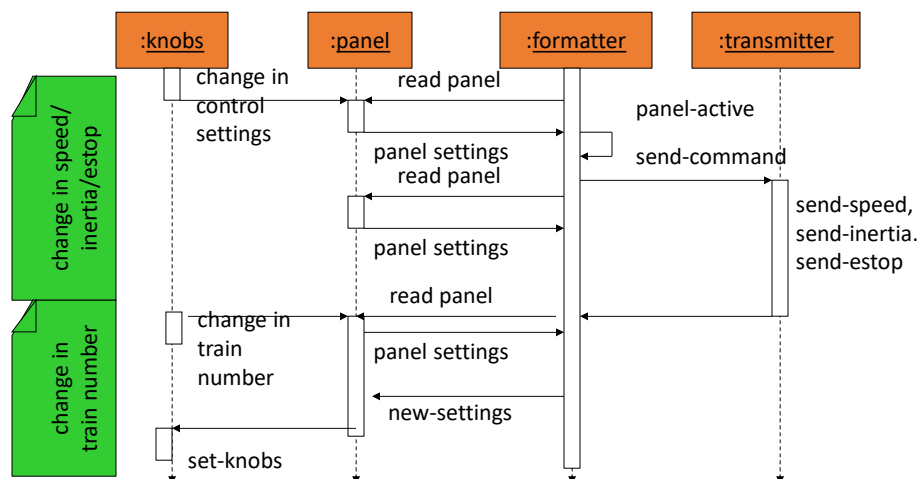 :knobs
:panel
:formatter
:transmitter
change in
control
settings
read panel
panel-active
panel settings
send-command
read panel
send-speed,
send-inertia.
send-estop
panel settings
change in speed/
inertia/estop
read panel
change in
train
number
panel settings
new-settings
set-knobs
change in
train number